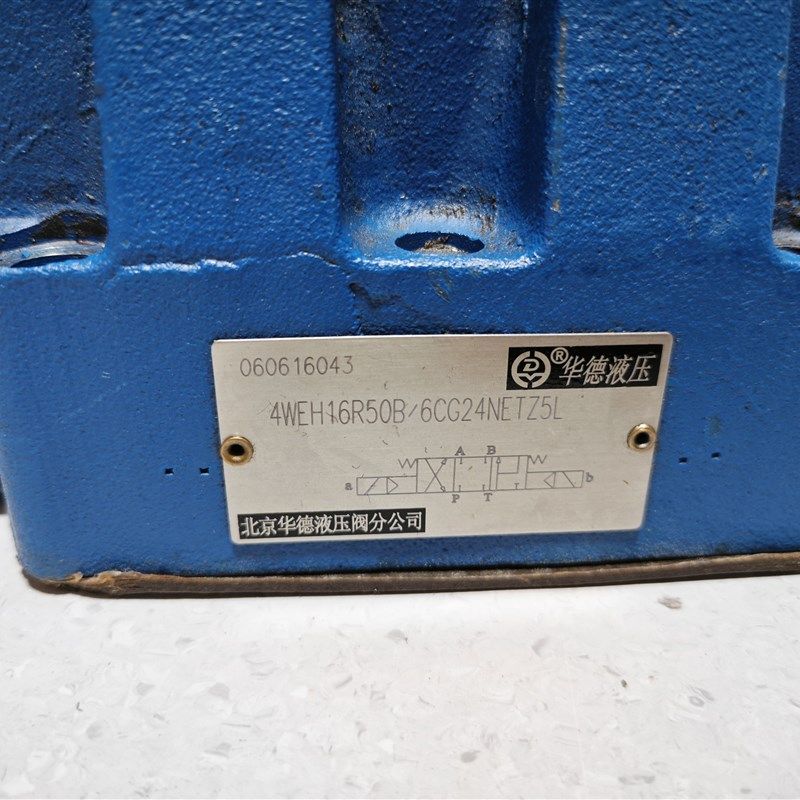 060616043
® 华德液压
4WEH16R50B/6CG24NETZ5L
A B
a b
P T
北京华德液压阀分公司